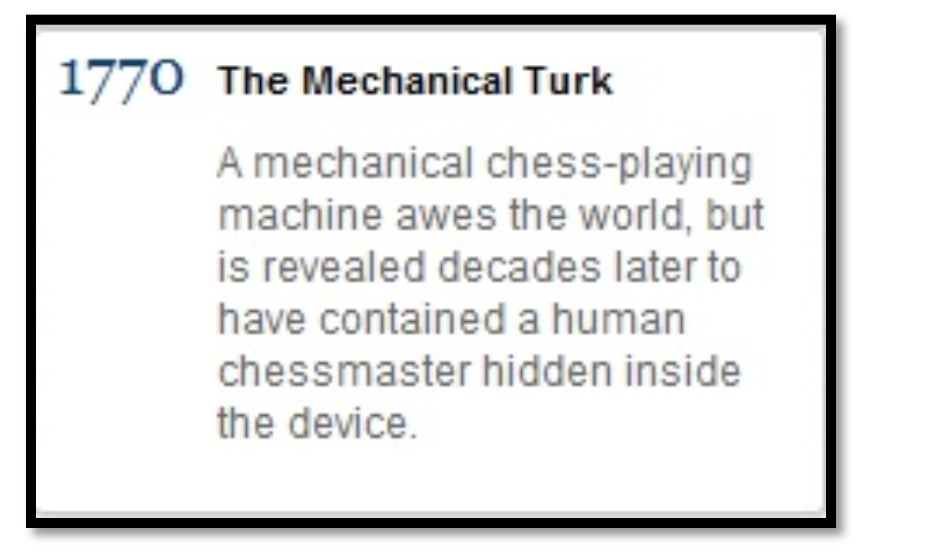 1770 The Mechanical Turk
A mechanical chess-playing
machine awes the world, but
is revealed decades later to
have contained a human
chessmaster hidden inside
the device.